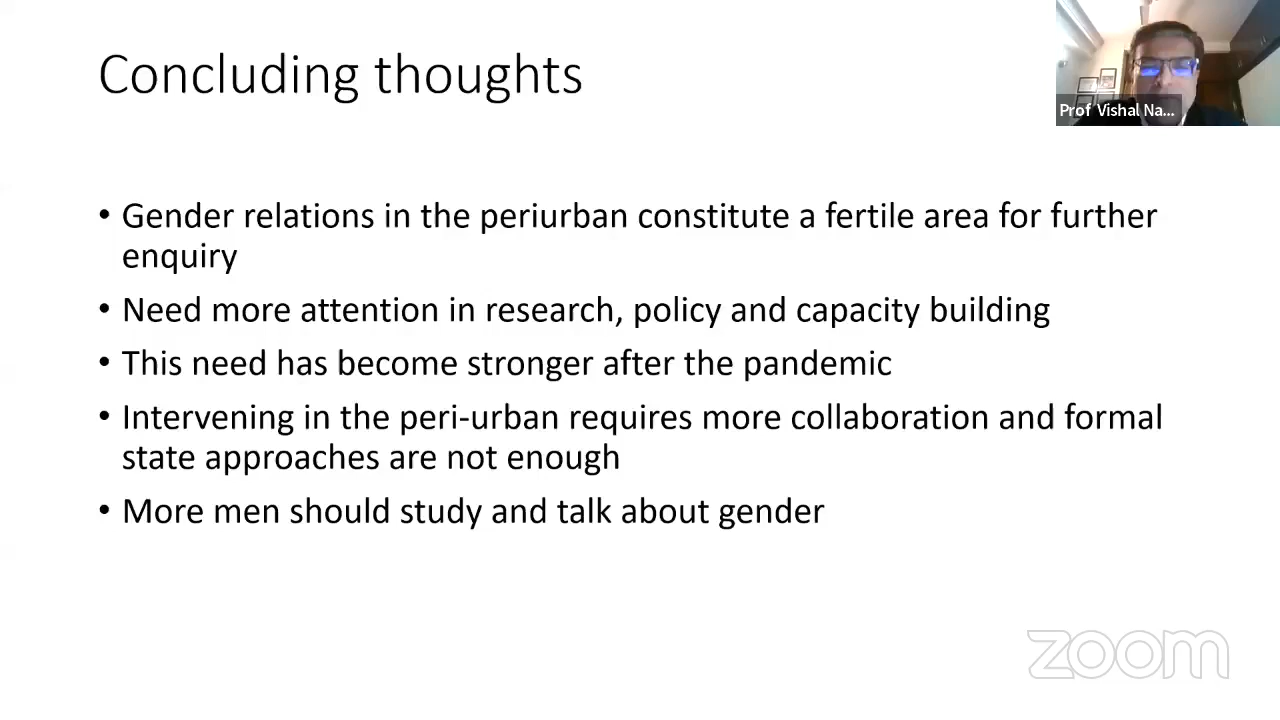 Concluding thoughts
Prof Vishal Na...
• Gender relations in the periurban constitute a fertile area for further
enquiry
• Need more attention in research, policy and capacity building
• This need has become stronger after the pandemic
• Intervening in the peri-urban requires more collaboration and formal
state approaches are not enough
• More men should study and talk about gender
zoom